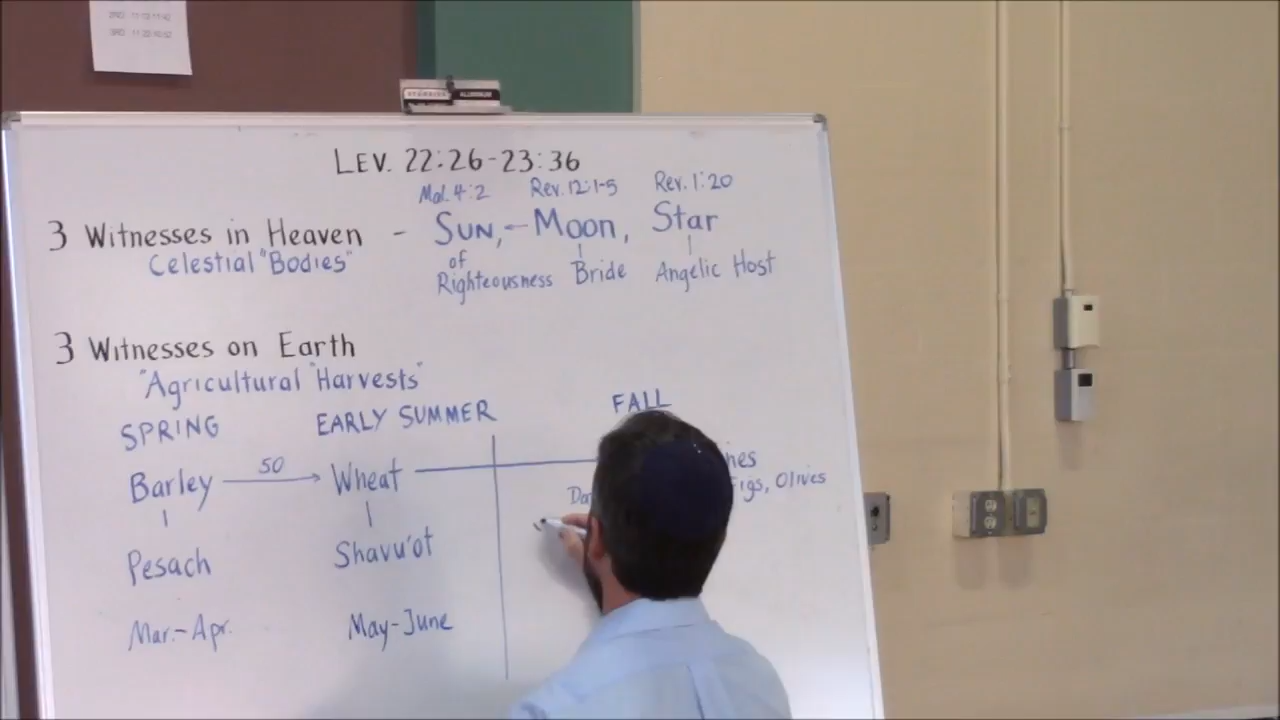 LEV. 22:26-23:36
Mal. 4:2 Rev. 12:1-5 Rev. 1:20
3 Witnesses in Heaven - SUN, - Moon, Star
Celestial "Bodies" of Righteousness Bride Angelic Host
3 Witnesses on Earth
"Agricultural "Harvests"
SPRING EARLY SUMMER FALL
Barley 50 Wheat
Figs, Olives
Pesach Shavu'ot
Mar.-Apr. May-June